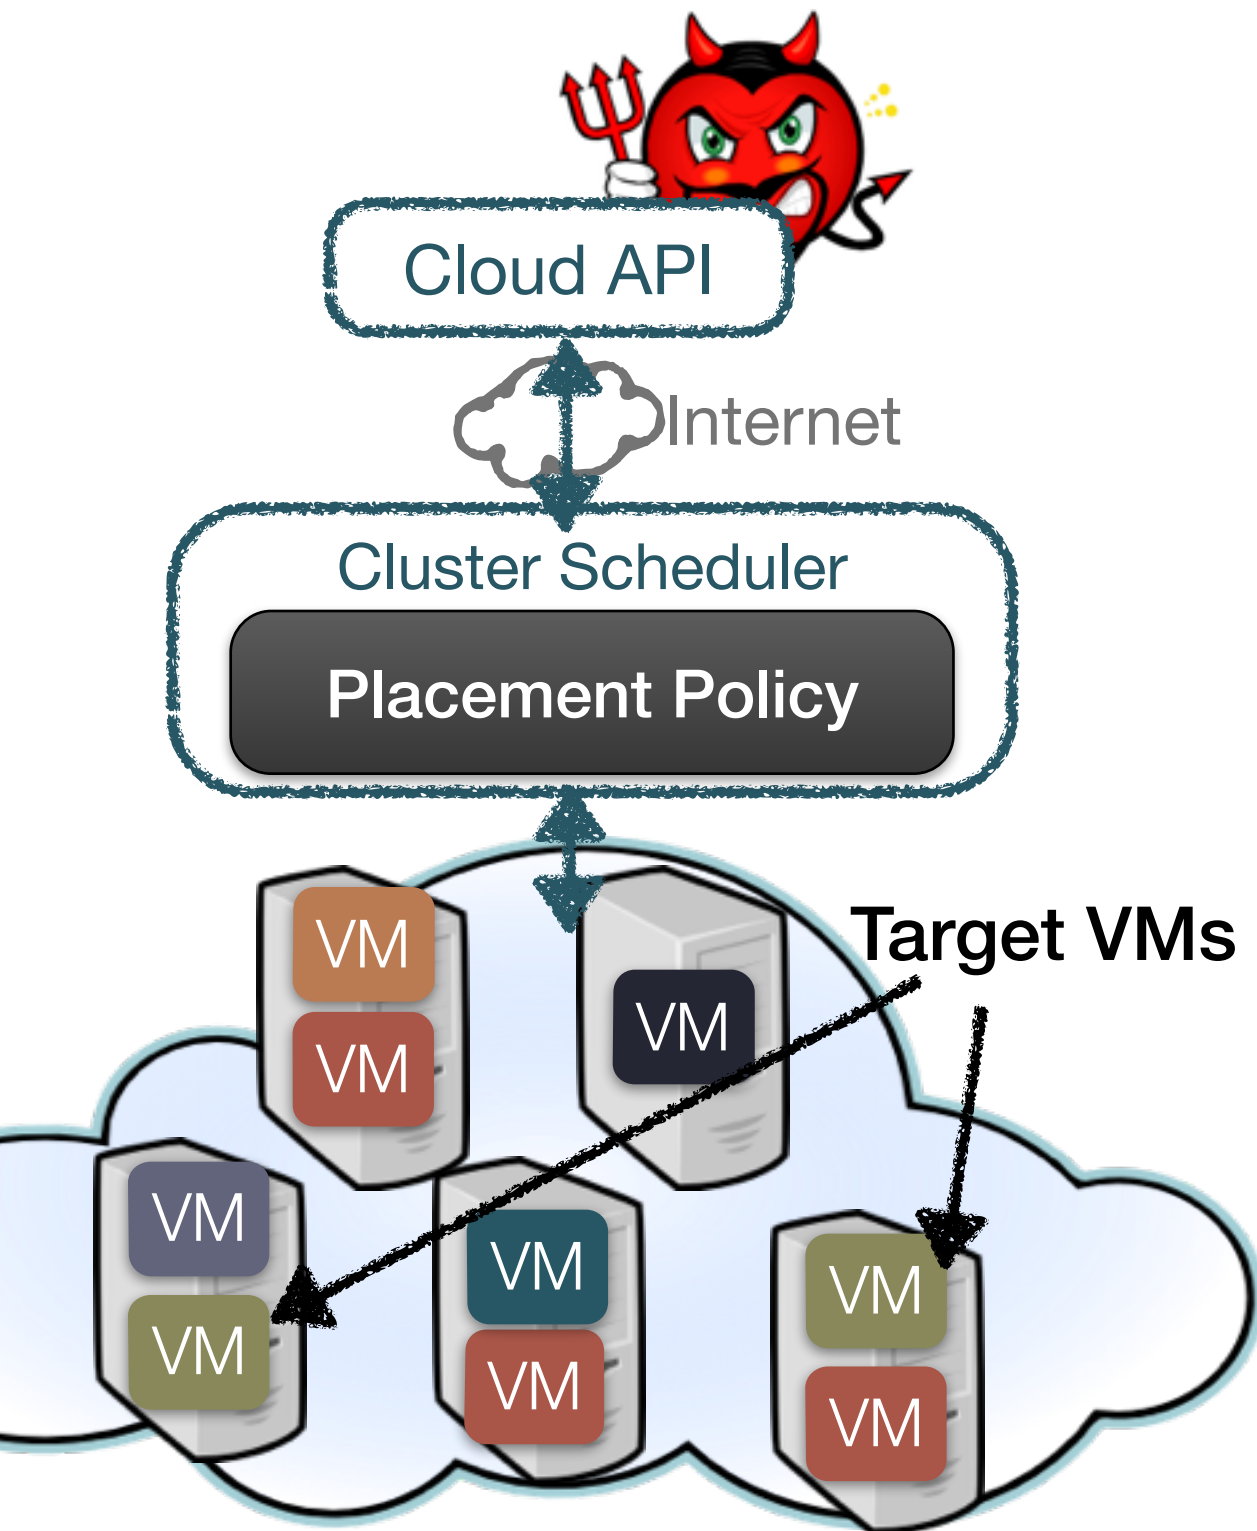 Cloud API
Internet
Cluster Scheduler
Placement Policy
Target VMs
VM
VM
VM
VM
VM
VM
VM
VM
VM